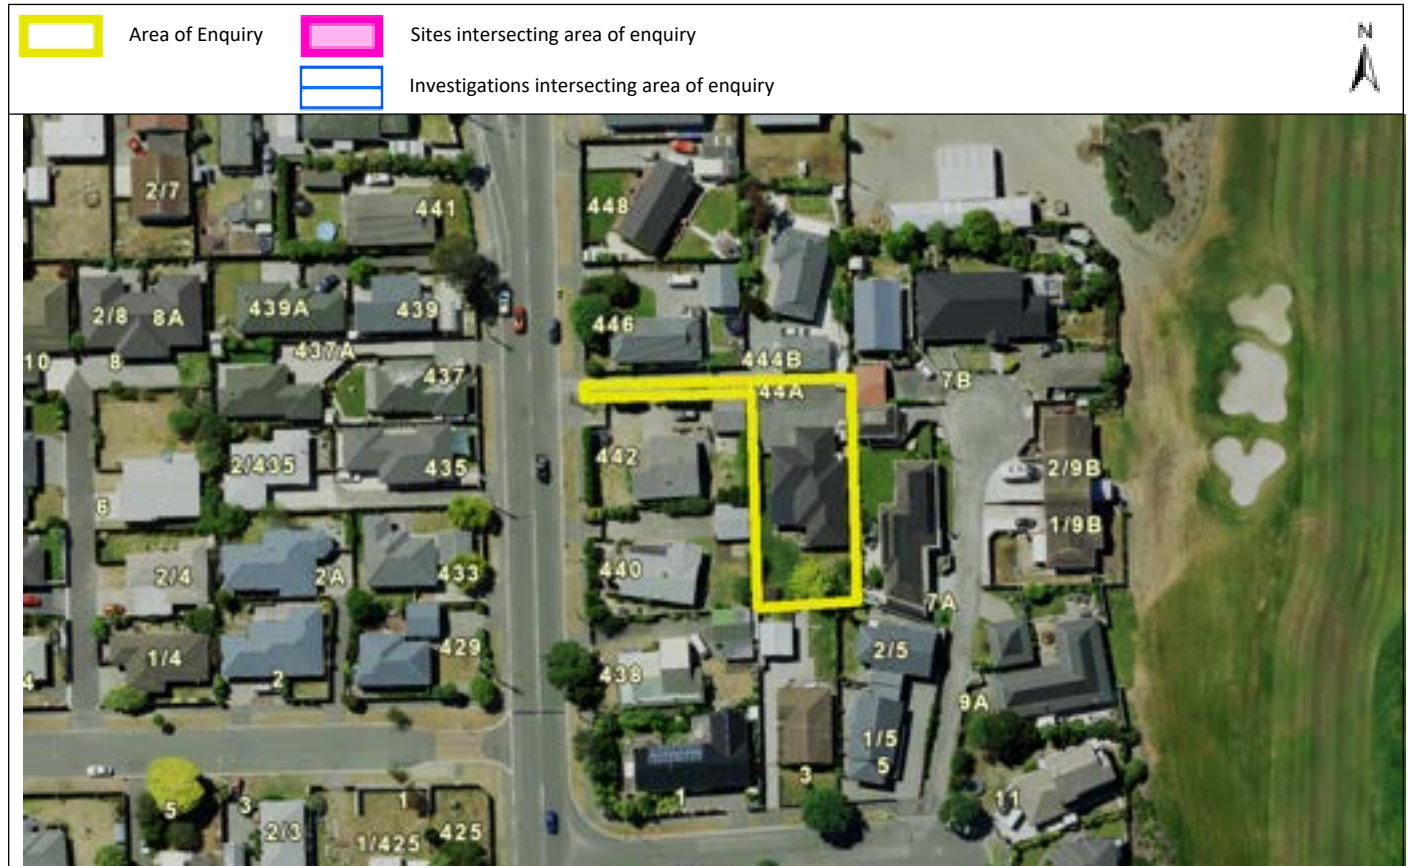 Area of Enquiry
Sites intersecting area of enquiry
N
Investigations intersecting area of enquiry
2/7
441
448
2/8 8A
439A
439
446
10
8
437A
444B
437
44A
7B
442
2/435
435
2/9B
6
1/9B
2/4
2A
433
440
7A
429
2/5
1/4
2
438
4
9A
1/5
5
3
1
11
5
3
2/3
1
1/425
425